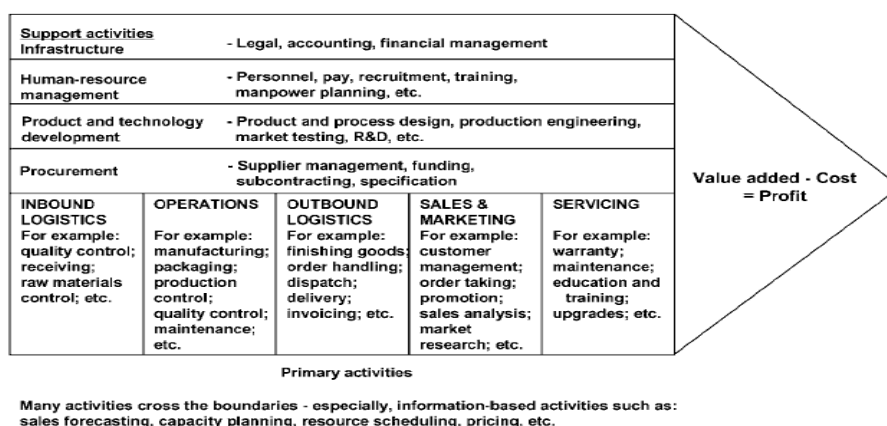 Support activities
Infrastructure
- Legal, accounting, financial management
Human-resource
management
- Personnel, pay, recruitment, training,
manpower planning, etc.
Product and technology
development
- Product and process design, production engineering,
market testing, R&D, etc.
Procurement
- Supplier management, funding,
subcontracting, specification
INBOUND
LOGISTICS
For example:
quality control;
receiving;
raw materials
control; etc.
OPERATIONS
For example:
manufacturing;
packaging;
production
control;
quality control;
maintenance;
etc.
OUTBOUND
LOGISTICS
For example:
finishing goods;
order handling;
dispatch;
delivery;
invoicing; etc.
SALES &
MARKETING
For example:
customer
management;
order taking;
promotion;
sales analysis;
market
research; etc.
SERVICING
For example:
warranty;
maintenance;
education and
training;
upgrades; etc.
Value added - Cost
= Profit
Primary activities
Many activities cross the boundaries - especially, information-based activities such as:
sales forecasting, capacity planning, resource scheduling, pricing, etc.